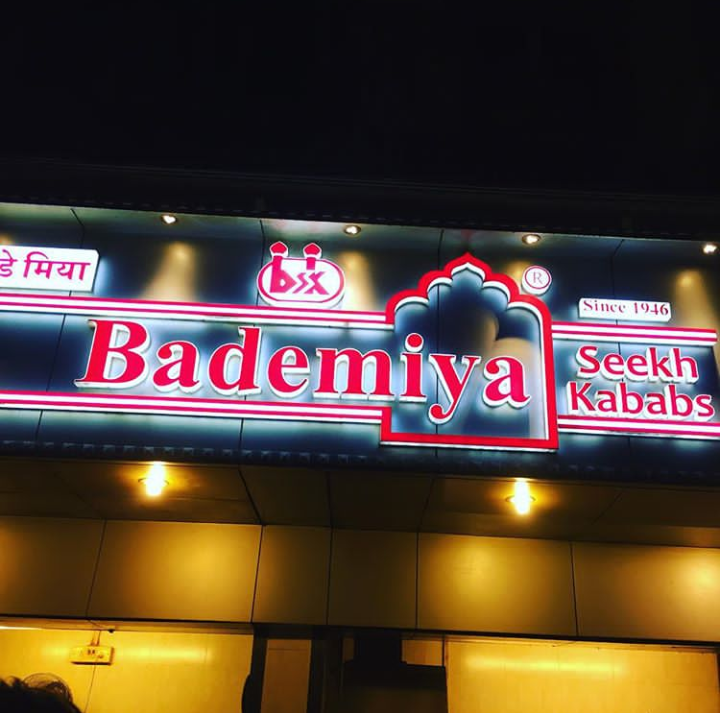 डे मिया
bsk
Bademiya
®
Since 1946
Seekh
Kababs